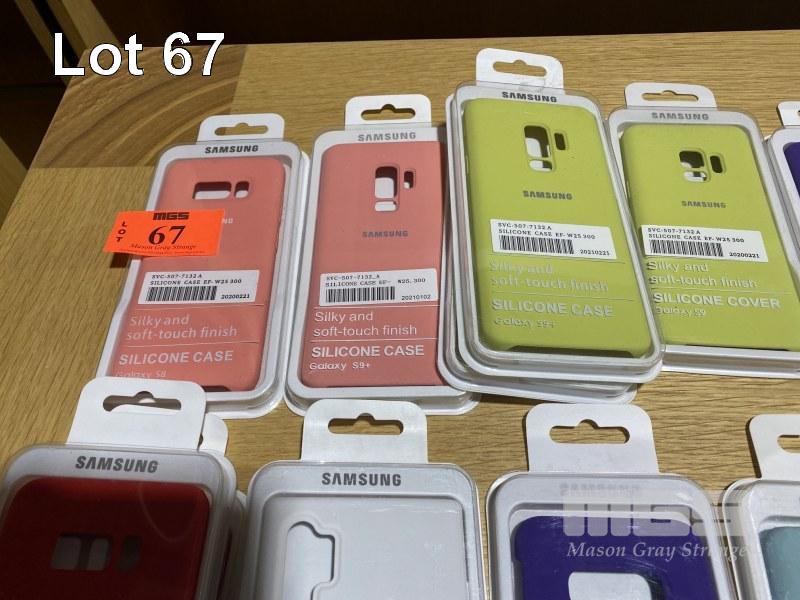 Lot 67
SAMSUNG
MGS
LOT
67
Mason Gray Strange
SVC-507-7132 A
SILICONE CASE EF-W25 300
20200221
Silky and
soft-touch finish
SILICONE CASE
Galaxy S8
SAMSUNG
SAMSUNG
SVC-507-7132_A
SILICONE CASE EF- W25, 300
20210102
Silky and
soft-touch finish
SILICONE CASE
Galaxy S9+
SAMSUNG
SAMSUNG
SVC-507-7132 A
SILICONE CASE EF- W25 300
20210221
Silky and
soft-touch finish
SILICONE CASE
Galaxy S9+
SAMSUNG
SAMSUNG
SVC-507-7132 A
SILICONE CASE EF-W25 300
20200221
Silky and
soft-touch finish
SILICONE COVER
Galaxy S9
SAMSUNG
SAMSUNG
MGS
Mason Gray Strange